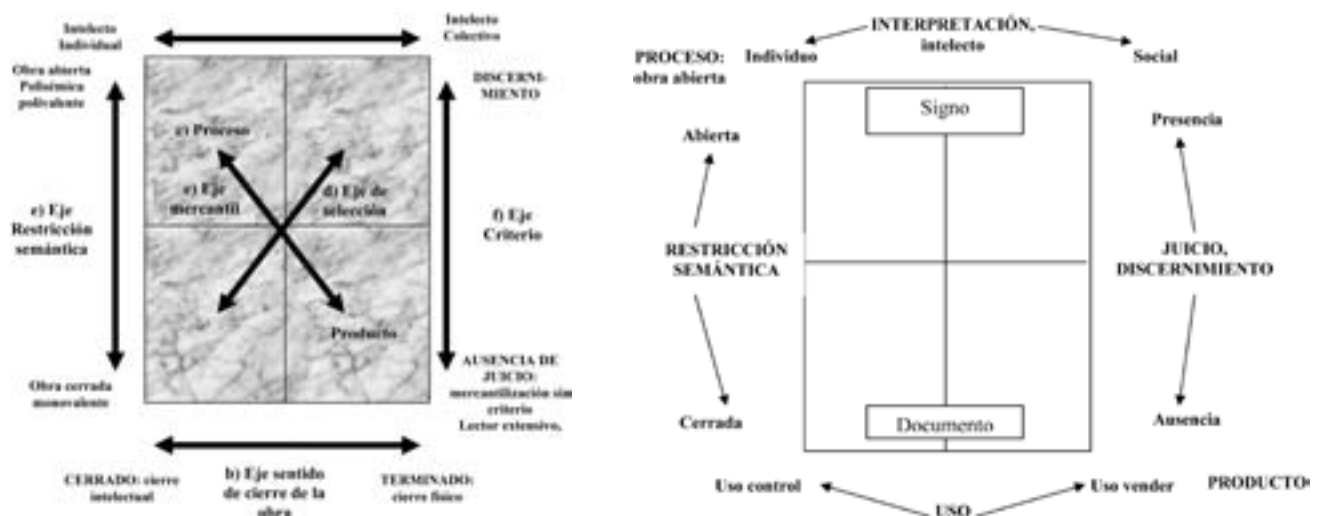 Intelecto
Individual
Intelecto
Colectivo
Obra abierta
Polisémica
polivalente
DISCERNI-
MIENTO
c) Proceso
e) Eje
mercantil
d) Eje de
selección
e) Eje
Restricción
semántica
f) Eje
Criterio
Producto
Obra cerrada
monovalente
AUSENCIA DE
JUICIO:
mercantilización sin
criterio
Lector extensivo,
CERRADO: cierre
intelectual
b) Eje sentido
de cierre de la
obra
TERMINADO:
cierre físico
INTERPRETACIÓN,
intelecto
PROCESO:
obra abierta
Individuo
Social
Signo
Abierta
Presencia
RESTRICCIÓN
SEMÁNTICA
JUICIO,
DISCERNIMIENTO
Cerrada
Documento
Ausencia
Uso control
Uso vender
PRODUCTO
USO